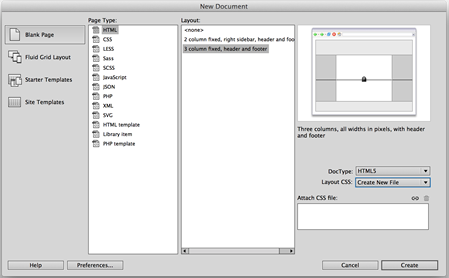 New Document
Blank Page
Fluid Grid Layout
Starter Templates
Site Templates
Page Type:
HTML
CSS
LESS
Sass
SCSS
JavaScript
JSON
PHP
XML
SVG
HTML template
Library item
PHP template
Layout:
<none>
2 column fixed, right sidebar, header and foo
3 column fixed, header and footer
Three columns, all widths in pixels, with header
and footer
DocType: HTML5
Layout CSS: Create New File
Attach CSS file:
Help
Preferences...
Cancel
Create